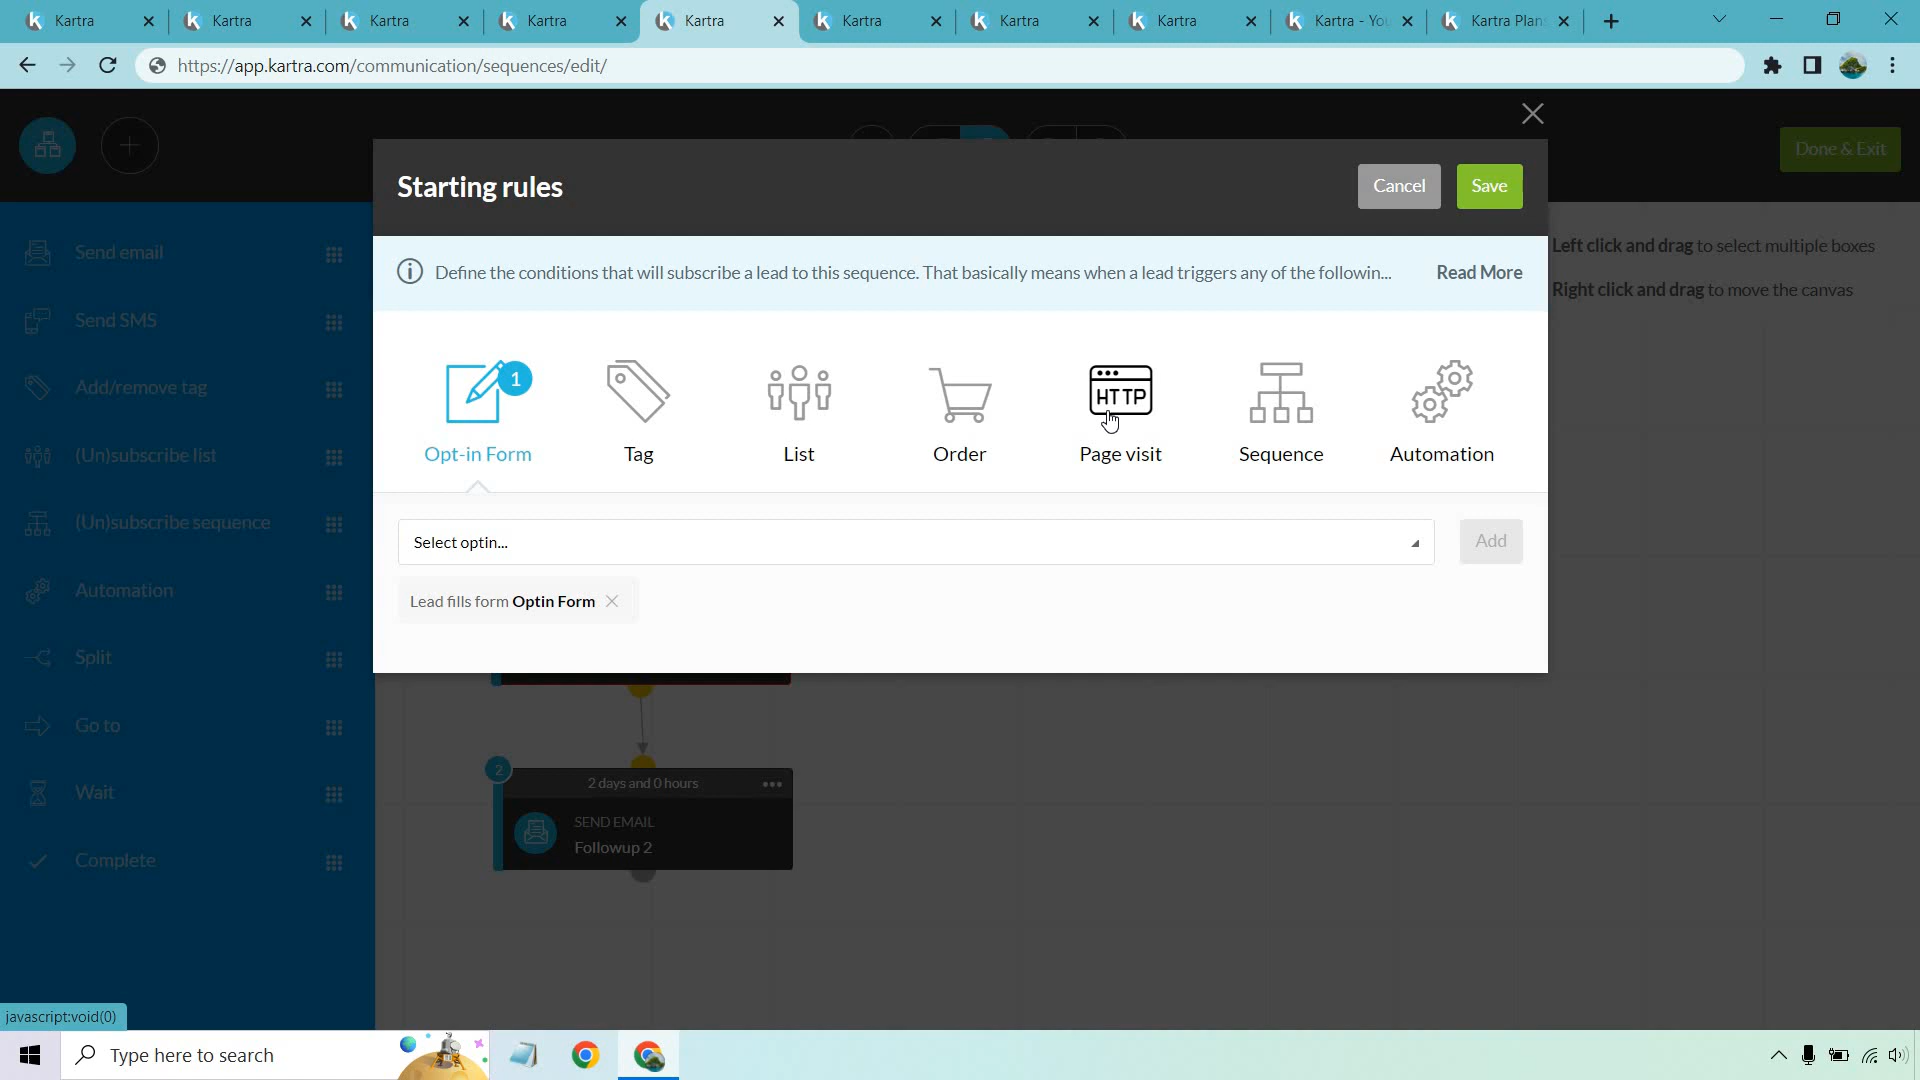 Kartra
Kartra
Kartra
Kartra
Kartra
Kartra
Kartra
Kartra
Kartra - You
Kartra Plans
https://app.kartra.com/communication/sequences/edit/
Done & Exit
Starting rules
Cancel
Save
Define the conditions that will subscribe a lead to this sequence. That basically means when a lead triggers any of the followin...
Read More
Left click and drag to select multiple boxes
Right click and drag to move the canvas
Send email
Send SMS
Add/remove tag
(Un)subscribe list
(Un)subscribe sequence
Automation
Split
Go to
Wait
Complete
1
HTTP
Opt-in Form
Tag
List
Order
Page visit
Sequence
Automation
Select optin...
Add
Lead fills form Optin Form
2
2 days and 0 hours
SEND EMAIL
Followup 2
javascript:void(0)
Type here to search